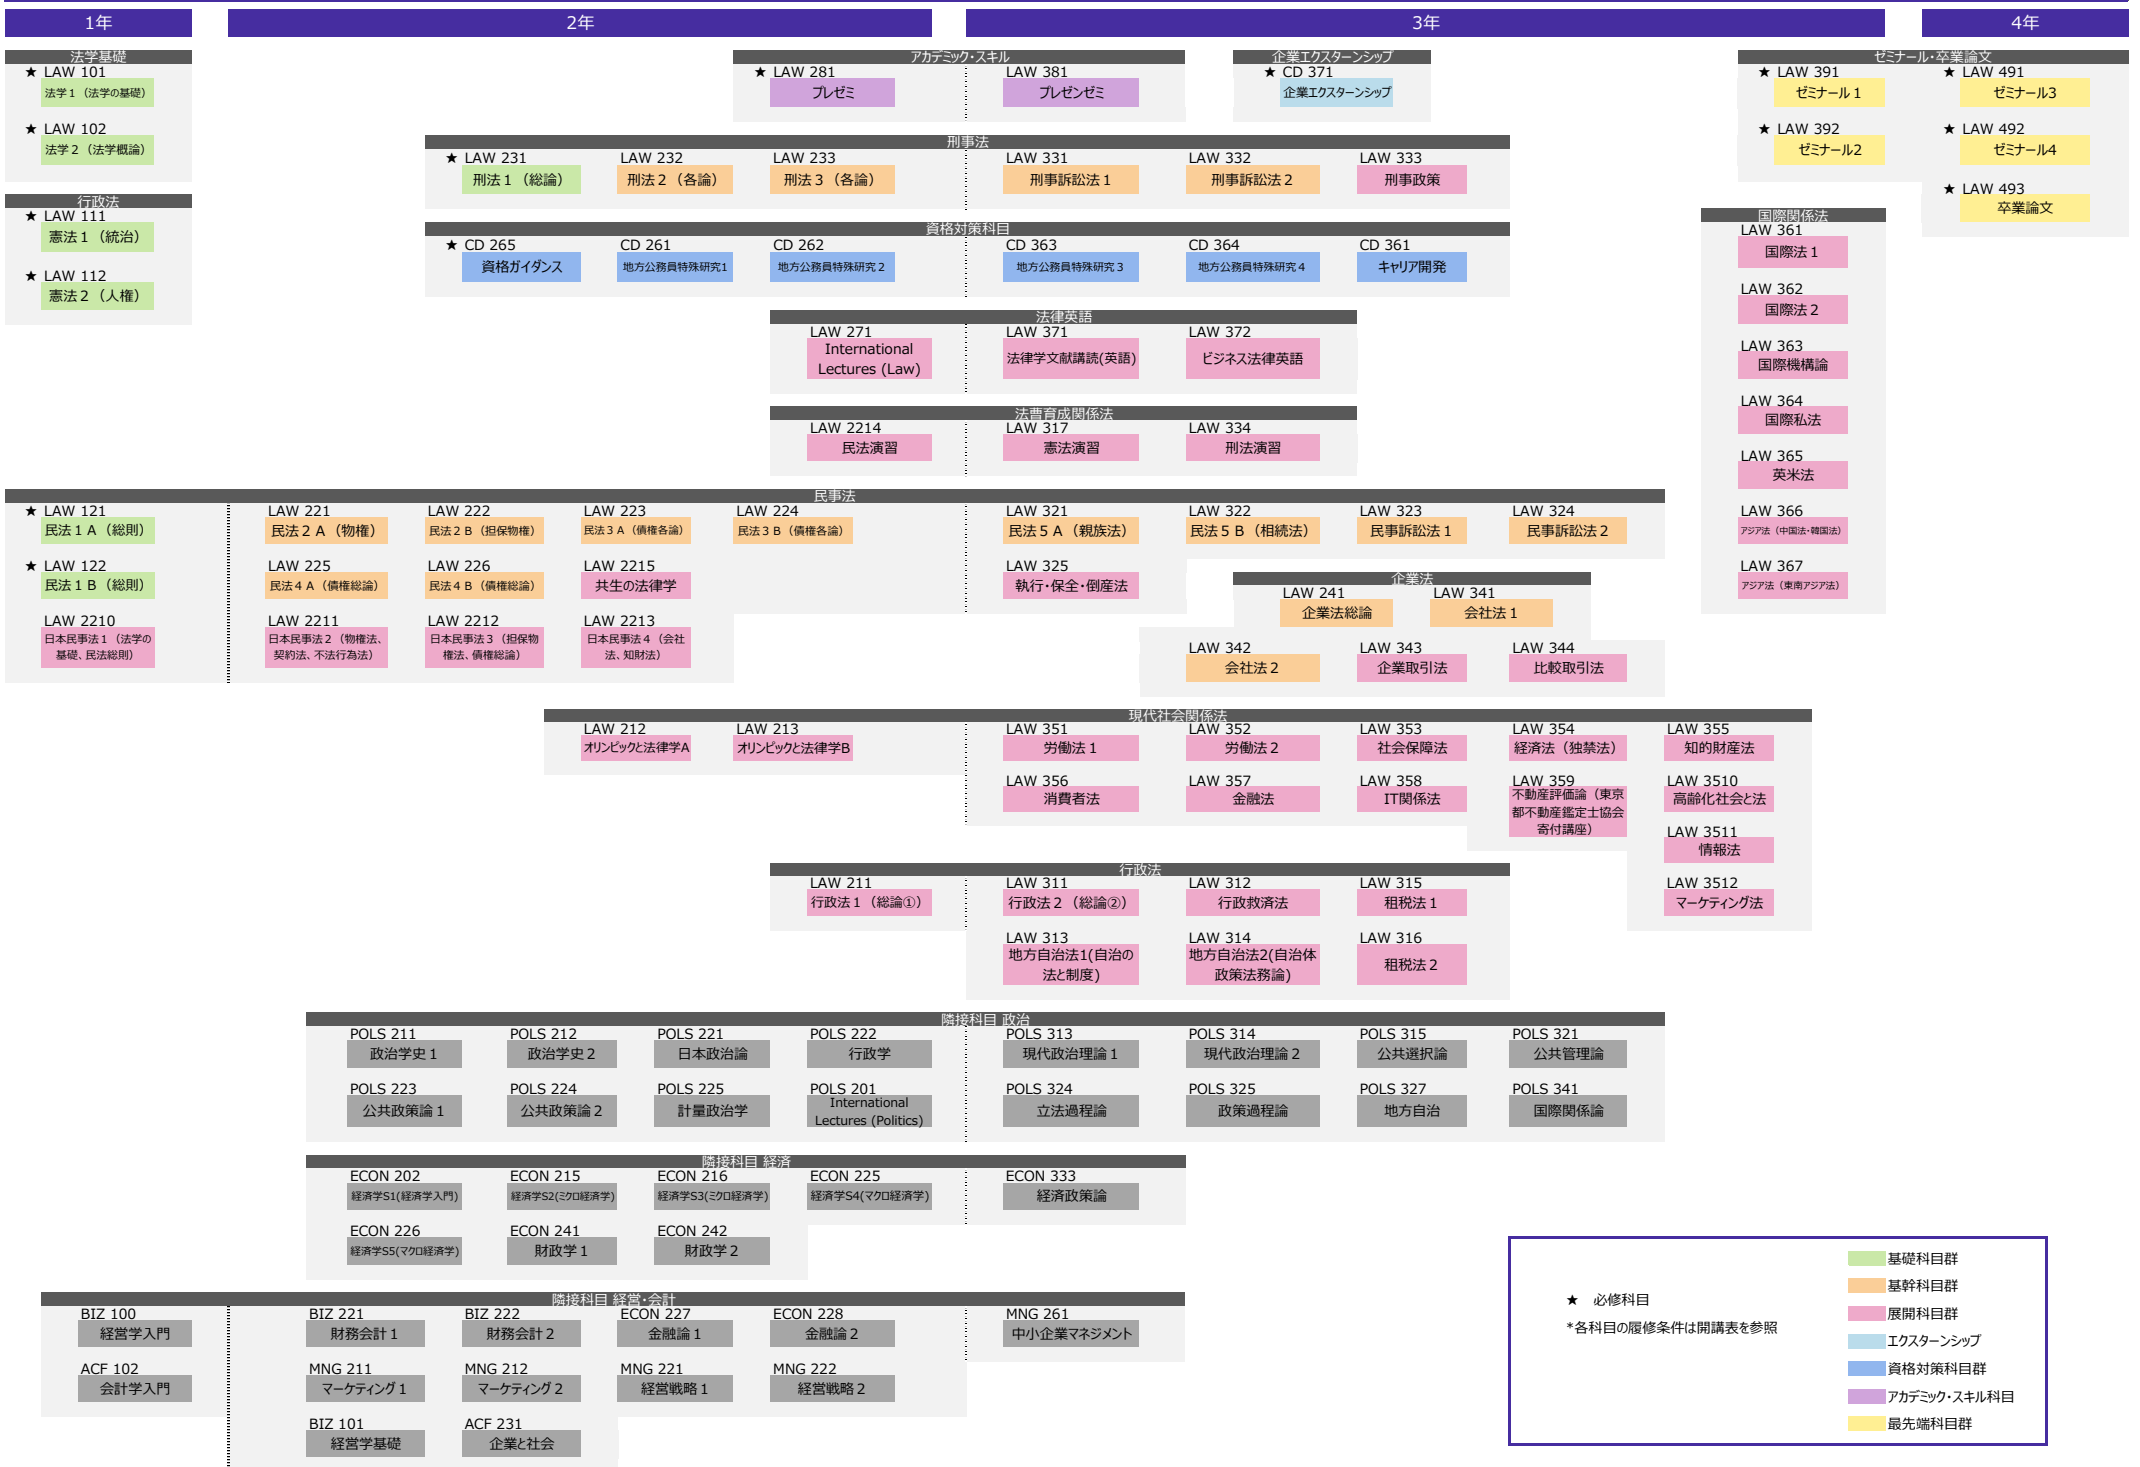 1年
2年
3年
4年
法学基礎
★ LAW 101
法学１（法学の基礎）
★ LAW 102
法学２（法学概論）
行政法
★ LAW 111
憲法１（統治）
★ LAW 112
憲法２（人権）
アカデミック・スキル
★ LAW 281
プレゼミ
LAW 381
プレゼンゼミ
企業エクスターンシップ
★ CD 371
企業エクスターンシップ
ゼミナール・卒業論文
★ LAW 391
ゼミナール１
★ LAW 491
ゼミナール3
★ LAW 392
ゼミナール2
★ LAW 492
ゼミナール4
★ LAW 493
卒業論文
刑事法
★ LAW 231
刑法１（総論）
LAW 232
刑法２（各論）
LAW 233
刑法３（各論）
LAW 331
刑事訴訟法１
LAW 332
刑事訴訟法２
LAW 333
刑事政策
資格対策科目
★ CD 265
資格ガイダンス
CD 261
地方公務員特殊研究1
CD 262
地方公務員特殊研究２
CD 363
地方公務員特殊研究３
CD 364
地方公務員特殊研究４
CD 361
キャリア開発
国際関係法
LAW 361
国際法１
LAW 362
国際法２
LAW 363
国際機構論
LAW 364
国際私法
LAW 365
英米法
LAW 366
アジア法（中国法・韓国法）
LAW 367
アジア法（東南アジア法）
法律英語
LAW 271
International
Lectures (Law)
LAW 371
法律学文献講読(英語)
LAW 372
ビジネス法律英語
法曹育成関係法
LAW 2214
民法演習
LAW 317
憲法演習
LAW 334
刑法演習
民事法
★ LAW 121
民法１Ａ（総則）
LAW 221
民法２Ａ（物権）
LAW 222
民法２Ｂ（担保物権）
LAW 223
民法３Ａ（債権各論）
LAW 224
民法３Ｂ（債権各論）
LAW 321
民法５Ａ（親族法）
LAW 322
民法５Ｂ（相続法）
LAW 323
民事訴訟法１
LAW 324
民事訴訟法２
★ LAW 122
民法１Ｂ（総則）
LAW 225
民法４Ａ（債権総論）
LAW 226
民法４Ｂ（債権総論）
LAW 2215
共生の法律学
LAW 325
執行・保全・倒産法
LAW 2210
日本民事法１（法学の
基礎、民法総則）
LAW 2211
日本民事法２（物権法、
契約法、不法行為法）
LAW 2212
日本民事法３（担保物
権法、債権総論）
LAW 2213
日本民事法４（会社
法、知財法）
企業法
LAW 241
企業法総論
LAW 341
会社法１
LAW 342
会社法２
LAW 343
企業取引法
LAW 344
比較取引法
現代社会関係法
LAW 212
オリンピックと法律学A
LAW 213
オリンピックと法律学B
LAW 351
労働法１
LAW 352
労働法２
LAW 353
社会保障法
LAW 354
経済法（独禁法）
LAW 355
知的財産法
LAW 356
消費者法
LAW 357
金融法
LAW 358
IT関係法
LAW 359
不動産評価論（東京
都不動産鑑定士協会
寄付講座）
LAW 3510
高齢化社会と法
LAW 3511
情報法
LAW 3512
マーケティング法
行政法
LAW 211
行政法１（総論①）
LAW 311
行政法２（総論②）
LAW 312
行政救済法
LAW 315
租税法１
LAW 313
地方自治法1(自治の
法と制度)
LAW 314
地方自治法2(自治体
政策法務論)
LAW 316
租税法２
隣接科目 政治
POLS 211
政治学史１
POLS 212
政治学史２
POLS 221
日本政治論
POLS 222
行政学
POLS 313
現代政治理論１
POLS 314
現代政治理論２
POLS 315
公共選択論
POLS 321
公共管理論
POLS 223
公共政策論１
POLS 224
公共政策論２
POLS 225
計量政治学
POLS 201
International
Lectures (Politics)
POLS 324
立法過程論
POLS 325
政策過程論
POLS 327
地方自治
POLS 341
国際関係論
隣接科目 経済
ECON 202
経済学S1(経済学入門)
ECON 215
経済学S2(ミクロ経済学)
ECON 216
経済学S3(ミクロ経済学)
ECON 225
経済学S4(マクロ経済学)
ECON 333
経済政策論
ECON 226
経済学S5(マクロ経済学)
ECON 241
財政学１
ECON 242
財政学２
隣接科目 経営・会計
BIZ 100
経営学入門
BIZ 221
財務会計１
BIZ 222
財務会計２
ECON 227
金融論１
ECON 228
金融論２
MNG 261
中小企業マネジメント
ACF 102
会計学入門
MNG 211
マーケティング１
MNG 212
マーケティング２
MNG 221
経営戦略１
MNG 222
経営戦略２
BIZ 101
経営学基礎
ACF 231
企業と社会
★　必修科目
*各科目の履修条件は開講表を参照
基礎科目群
基幹科目群
展開科目群
エクスターンシップ
資格対策科目群
アカデミック・スキル科目
最先端科目群